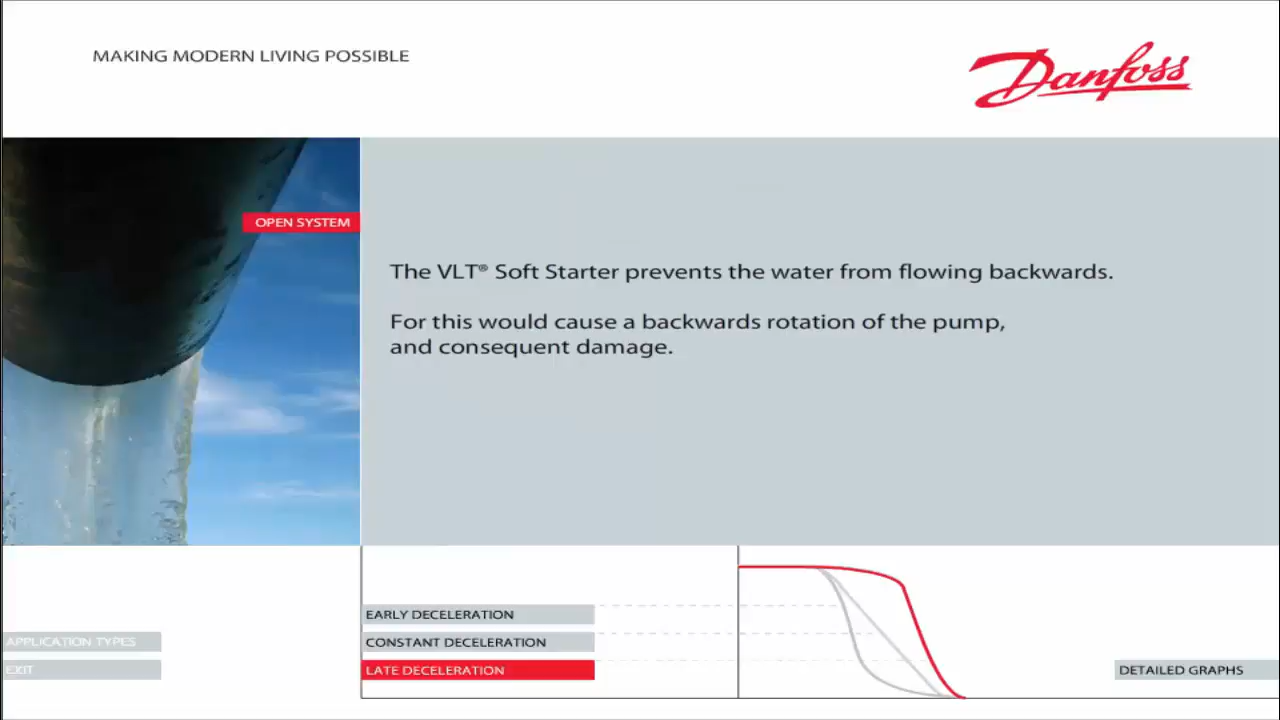 MAKING MODERN LIVING POSSIBLE
Danfoss
OPEN SYSTEM
The VLT® Soft Starter prevents the water from flowing backwards.
For this would cause a backwards rotation of the pump,
and consequent damage.
EARLY DECELERATION
APPLICATION TYPES
CONSTANT DECELERATION
EXIT
LATE DECELERATION
DETAILED GRAPHS